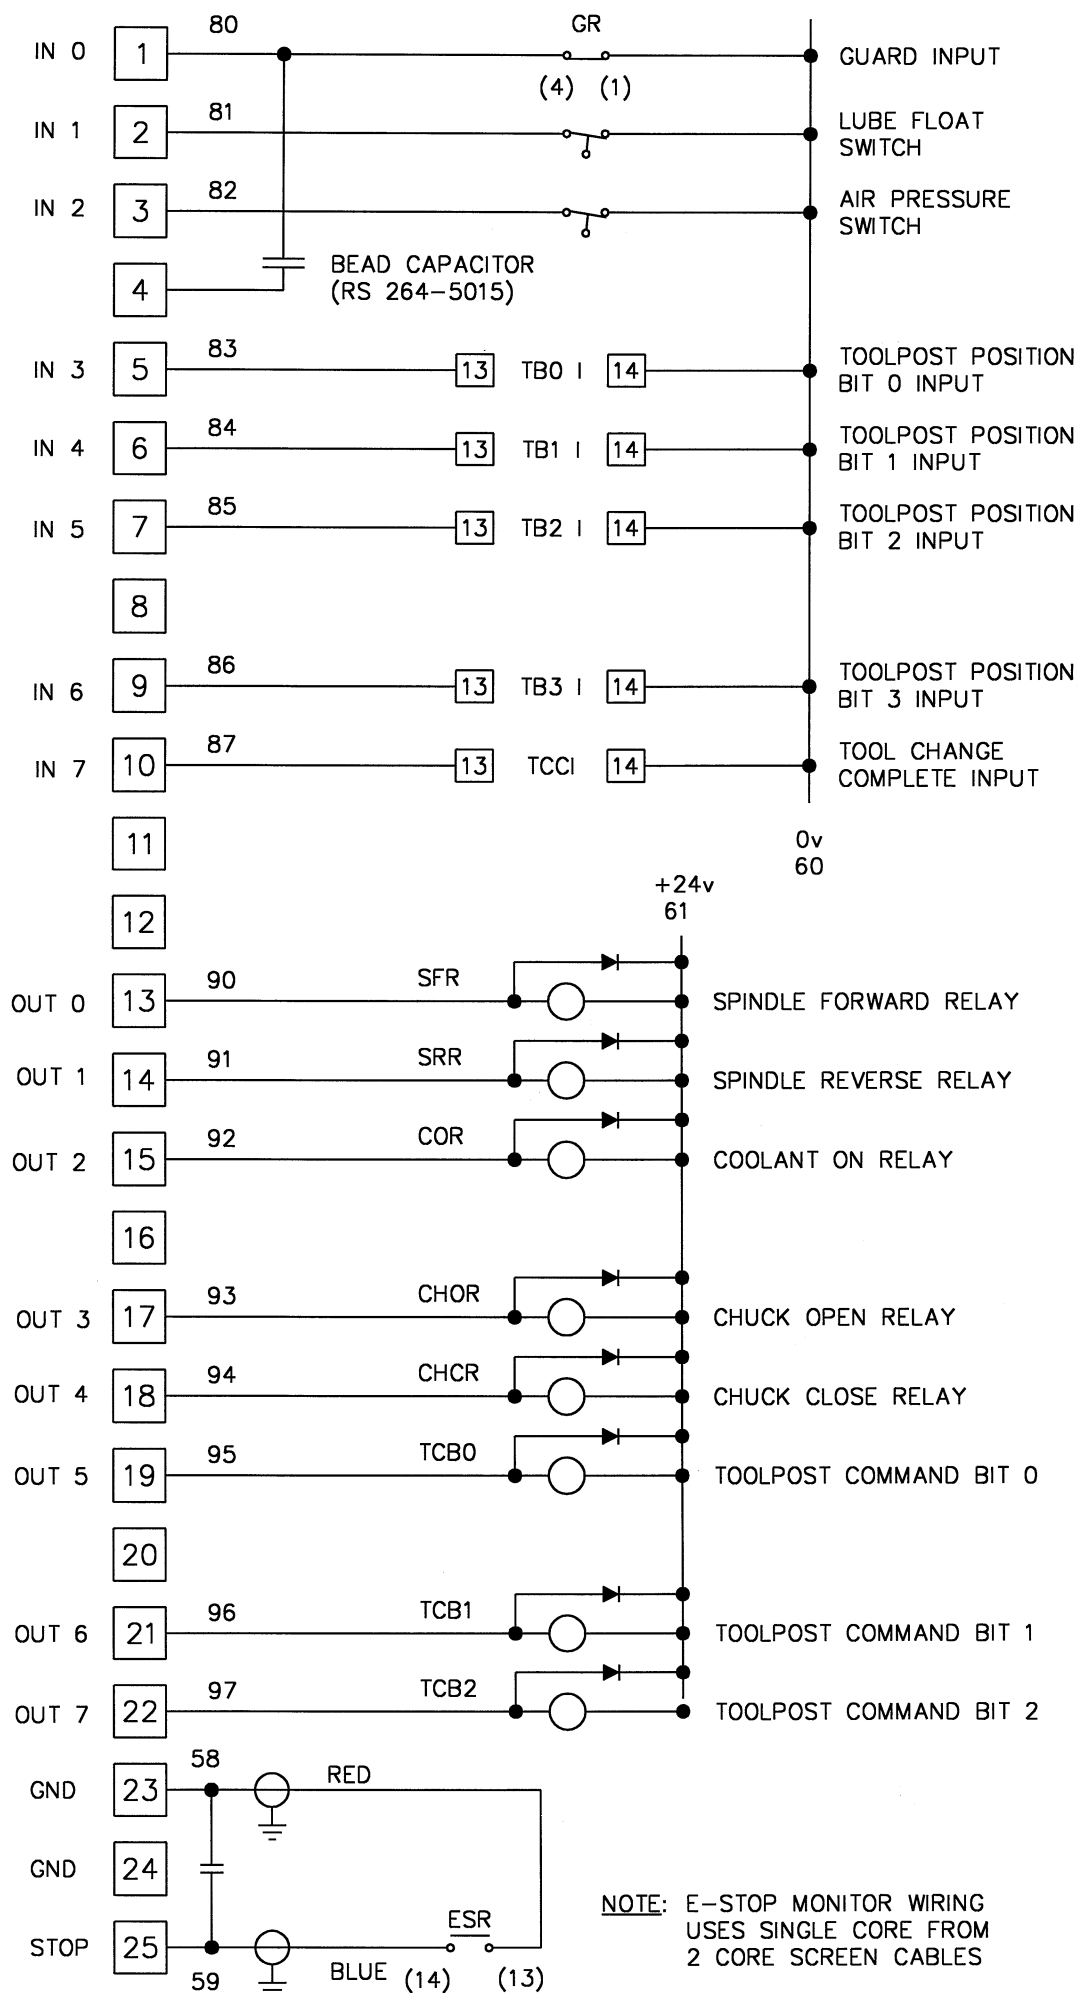 80 GR
IN 0 1 GUARD INPUT
(4) (1)
81
IN 1 2 LUBE FLOAT
SWITCH
82
IN 2 3 AIR PRESSURE
SWITCH
4 BEAD CAPACITOR
(RS 264-5015)
83
IN 3 5 13 TB0 I 14 TOOLPOST POSITION
BIT 0 INPUT
84
IN 4 6 13 TB1 I 14 TOOLPOST POSITION
BIT 1 INPUT
85
IN 5 7 13 TB2 I 14 TOOLPOST POSITION
BIT 2 INPUT
8
86
IN 6 9 13 TB3 I 14 TOOLPOST POSITION
BIT 3 INPUT
87
IN 7 10 13 TCCI 14 TOOL CHANGE
COMPLETE INPUT
11
0v
60
+24v
61
12
90 SFR
OUT 0 13 SPINDLE FORWARD RELAY
91 SRR
OUT 1 14 SPINDLE REVERSE RELAY
92 COR
OUT 2 15 COOLANT ON RELAY
16
93 CHOR
OUT 3 17 CHUCK OPEN RELAY
94 CHCR
OUT 4 18 CHUCK CLOSE RELAY
95 TCB0
OUT 5 19 TOOLPOST COMMAND BIT 0
20
96 TCB1
OUT 6 21 TOOLPOST COMMAND BIT 1
97 TCB2
OUT 7 22 TOOLPOST COMMAND BIT 2
58
GND 23 RED
GND 24
ESR
STOP 25
59 BLUE (14) (13)
NOTE: E-STOP MONITOR WIRING
USES SINGLE CORE FROM
2 CORE SCREEN CABLES